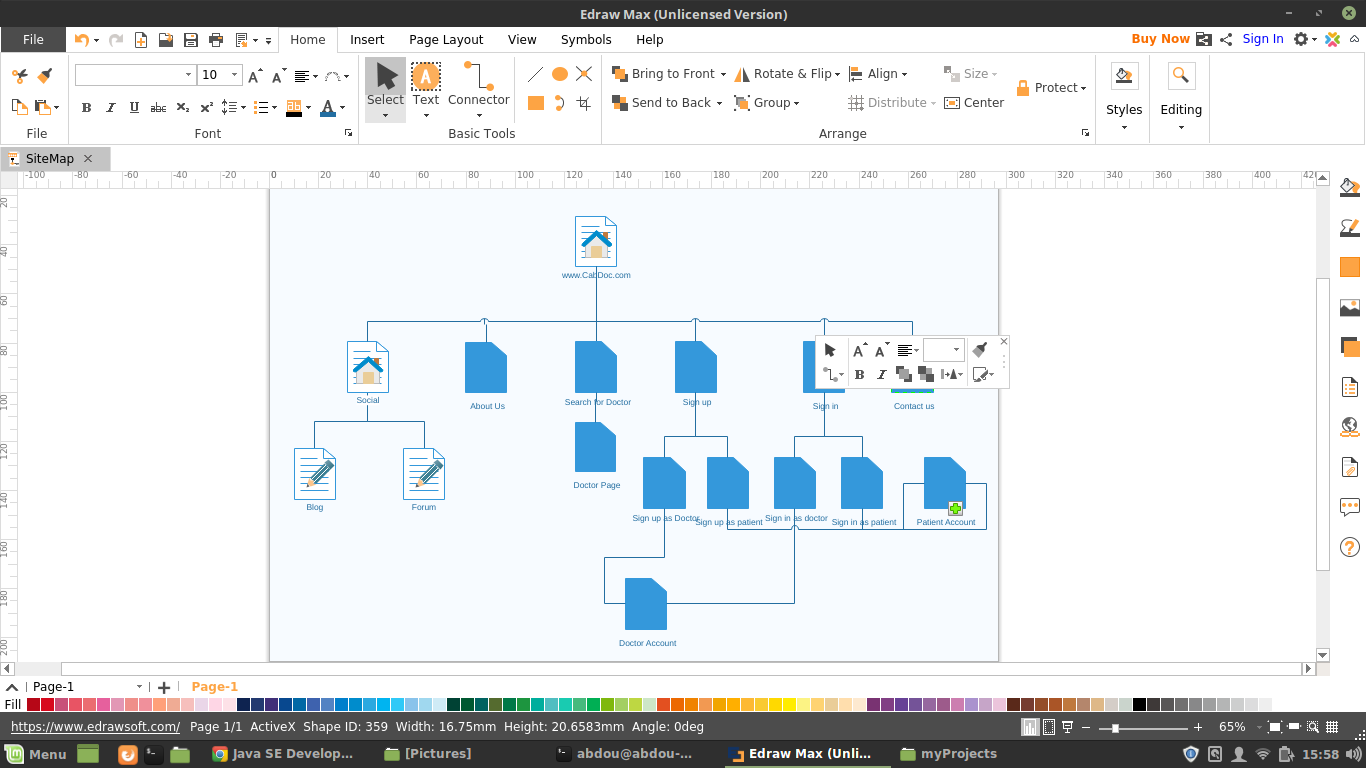 Edraw Max (Unlicensed Version)
File Home Insert Page Layout View Symbols Help Buy Now Sign In
10
Bring to Front Rotate & Flip Align Size Protect
Select Text Connector
Send to Back Group Distribute Center
Styles Editing
B I U abc X₂ X² A
File Font Basic Tools Arrange
SiteMap
-100 -80 -60 -40 -20 0 20 40 60 80 100 120 140 160 180 200 220 240 260 280 300 320 340 360 380 400 420
20
40
60
80
100
120
140
160
180
200
www.CabDoc.com
A A
B I
Social
About Us
Search for Doctor
Sign up
Sign in
Contact us
Blog
Forum
Doctor Page
Sign up as Doctor
Sign up as patient
Sign in as doctor
Sign in as patient
Patient Account
Doctor Account
Page-1 Page-1
Fill
https://www.edrawsoft.com/ Page 1/1 ActiveX Shape ID: 359 Width: 16.75mm Height: 20.6583mm Angle: 0deg 65%
Menu Java SE Develop... [Pictures] abdou@abdou-... Edraw Max (Unli... myProjects 15:58